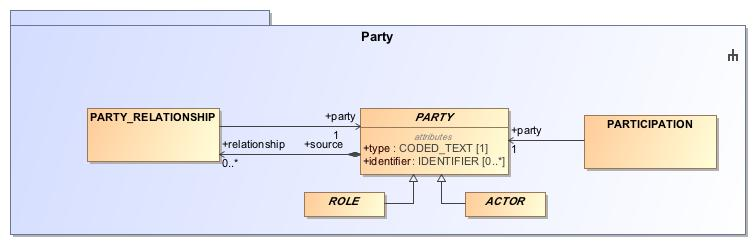 Party
PARTY_RELATIONSHIP
+party
1
+relationship
0..*
+source
PARTY
attributes
+type : CODED_TEXT [1]
+identifier : IDENTIFIER [0..*]
+party
1
PARTICIPATION
ROLE
ACTOR